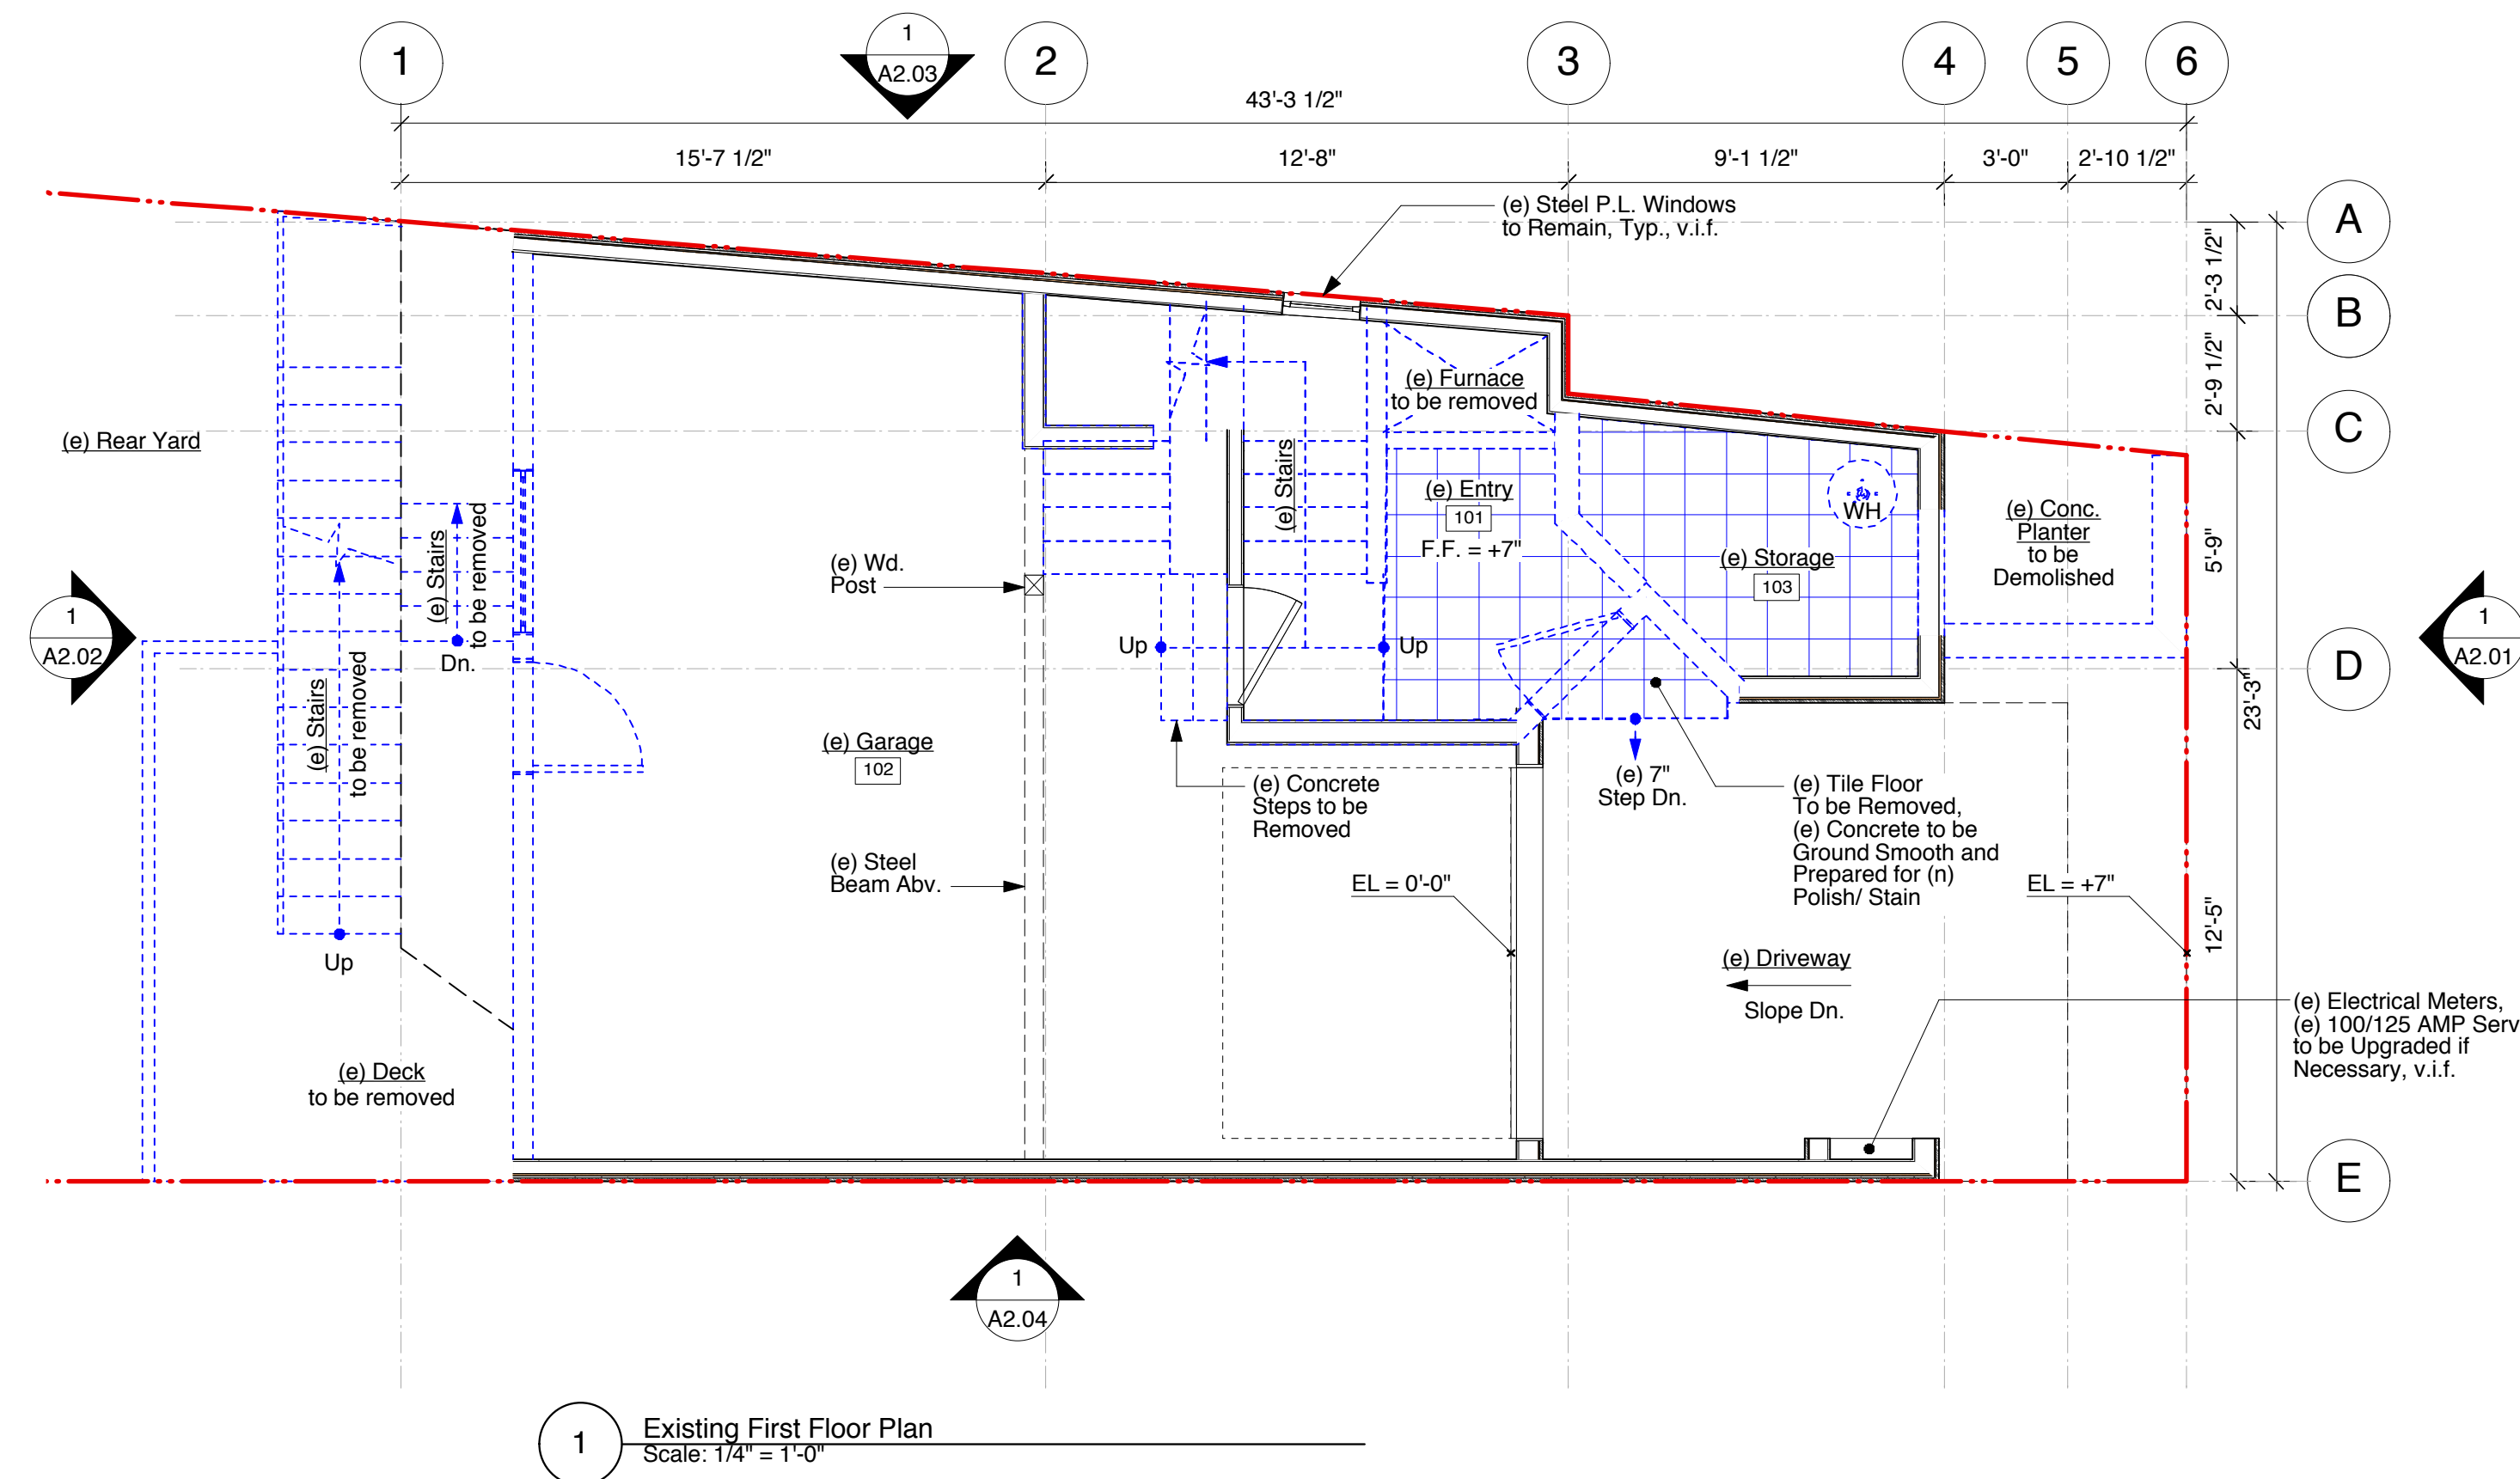 1
2
3
4
5
6
1
A2.03
43'-3 1/2"
15'-7 1/2"
12'-8"
9'-1 1/2"
3'-0"
2'-10 1/2"
(e) Steel P.L. Windows
to Remain, Typ., v.i.f.
A
2'-3 1/2"
B
2'-9 1/2"
C
5'-9"
D
23'-3"
12'-5"
E
(e) Rear Yard
(e) Furnace
to be removed
(e) Stairs
(e) Entry
101
F.F. = +7"
WH
(e) Storage
103
(e) Conc.
Planter
to be
Demolished
(e) Stairs
to be removed
Dn.
(e) Wd.
Post
1
A2.02
1
A2.01
Up
Up
(e) Stairs
to be removed
(e) Garage
102
(e) Concrete
Steps to be
Removed
(e) 7"
Step Dn.
(e) Tile Floor
To be Removed,
(e) Concrete to be
Ground Smooth and
Prepared for (n)
Polish/ Stain
(e) Steel
Beam Abv.
EL = 0'-0"
EL = +7"
Up
(e) Driveway
Slope Dn.
(e) Electrical Meters,
(e) 100/125 AMP Serv
to be Upgraded if
Necessary, v.i.f.
(e) Deck
to be removed
1
A2.04
1
Existing First Floor Plan
Scale: 1/4" = 1'-0"